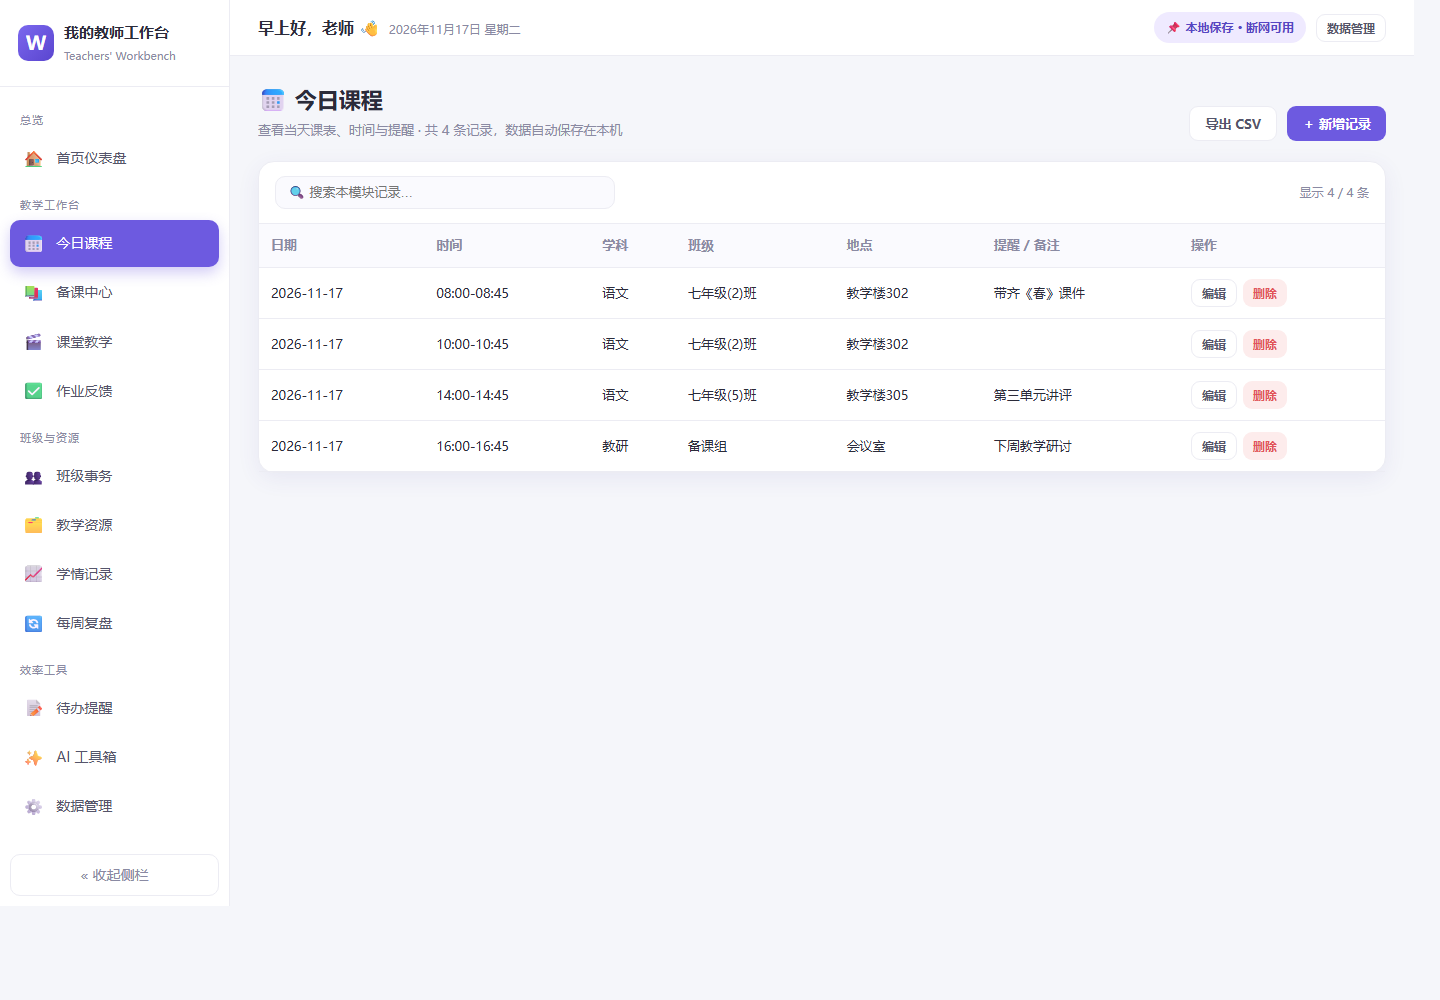 W
我的教师工作台
Teachers' Workbench
总览
首页仪表盘
教学工作台
今日课程
备课中心
课堂教学
作业反馈
班级与资源
班级事务
教学资源
学情记录
每周复盘
效率工具
待办提醒
AI 工具箱
数据管理
« 收起侧栏
早上好，老师 2026年11月17日 星期二
本地保存 • 断网可用 数据管理
今日课程
查看当天课表、时间与提醒 · 共 4 条记录，数据自动保存在本机
导出 CSV ＋ 新增记录
搜索本模块记录... 显示 4 / 4 条
日期 时间 学科 班级 地点 提醒 / 备注 操作
2026-11-17 08:00-08:45 语文 七年级(2)班 教学楼302 带齐《春》课件 编辑 删除
2026-11-17 10:00-10:45 语文 七年级(2)班 教学楼302 编辑 删除
2026-11-17 14:00-14:45 语文 七年级(5)班 教学楼305 第三单元讲评 编辑 删除
2026-11-17 16:00-16:45 教研 备课组 会议室 下周教学研讨 编辑 删除